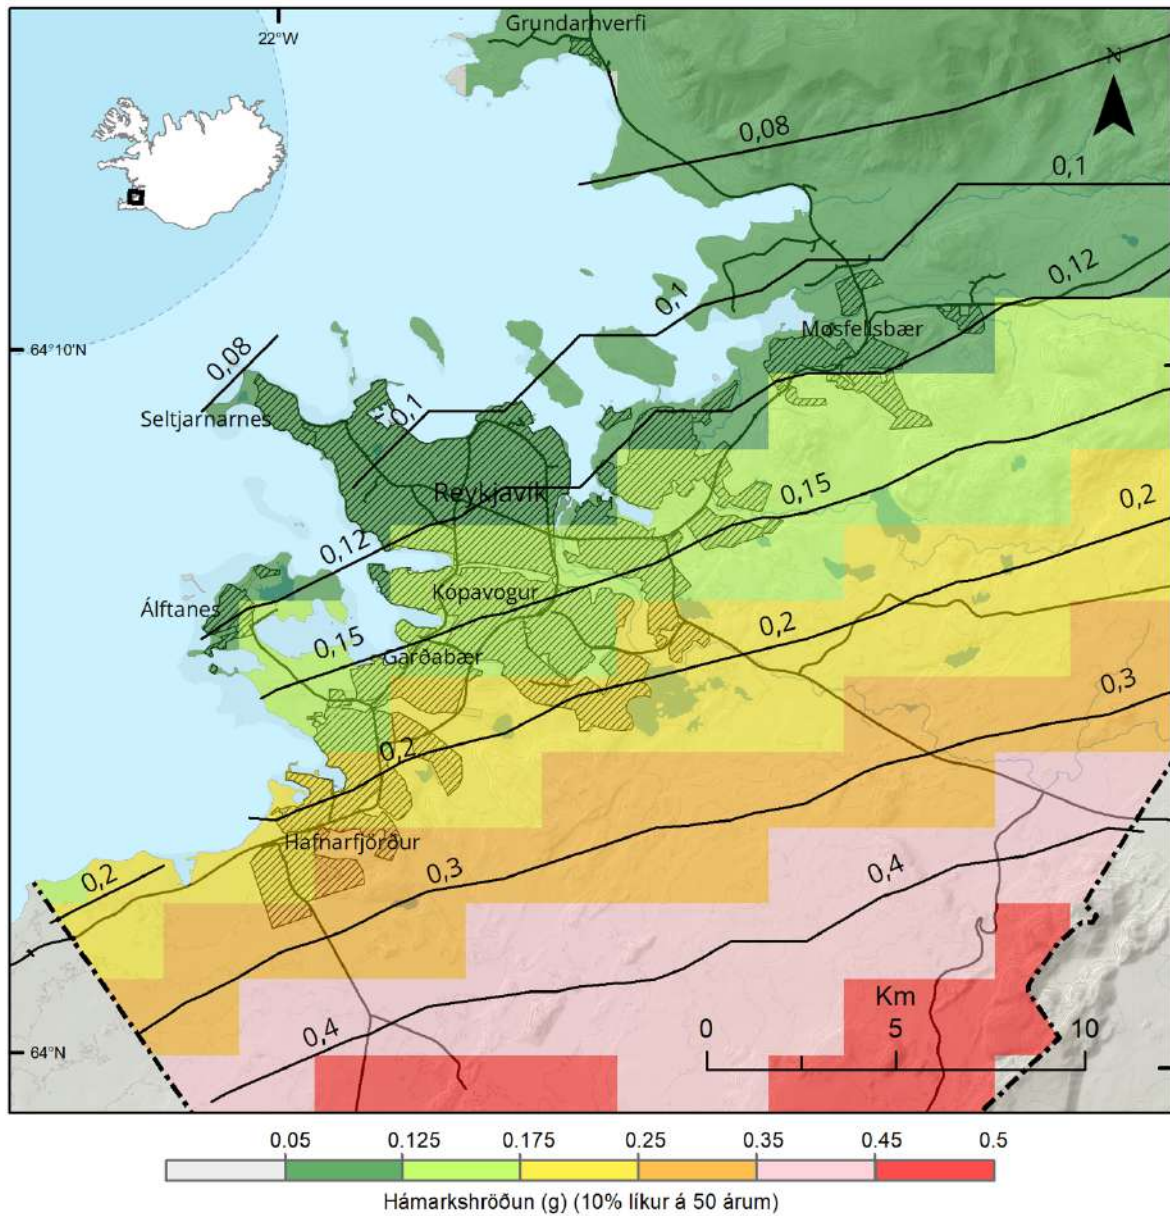 Grundarhverfi
22°W
N
0,08
0,1
0,12
0,1
Mosfellsbær
64°10'N
0,08
Seltjarnarnes
0,1
Reykjavík
0,15
0,2
0,12
Álftanes
Kópavogur
0,2
0,15
Garðabær
0,3
0,2
Hafnarfjörður
0,2
0,3
0,4
Km
0 5 10
0,4
64°N
0.05 0.125 0.175 0.25 0.35 0.45 0.5
Hámarkshröðun (g) (10% líkur á 50 árum)